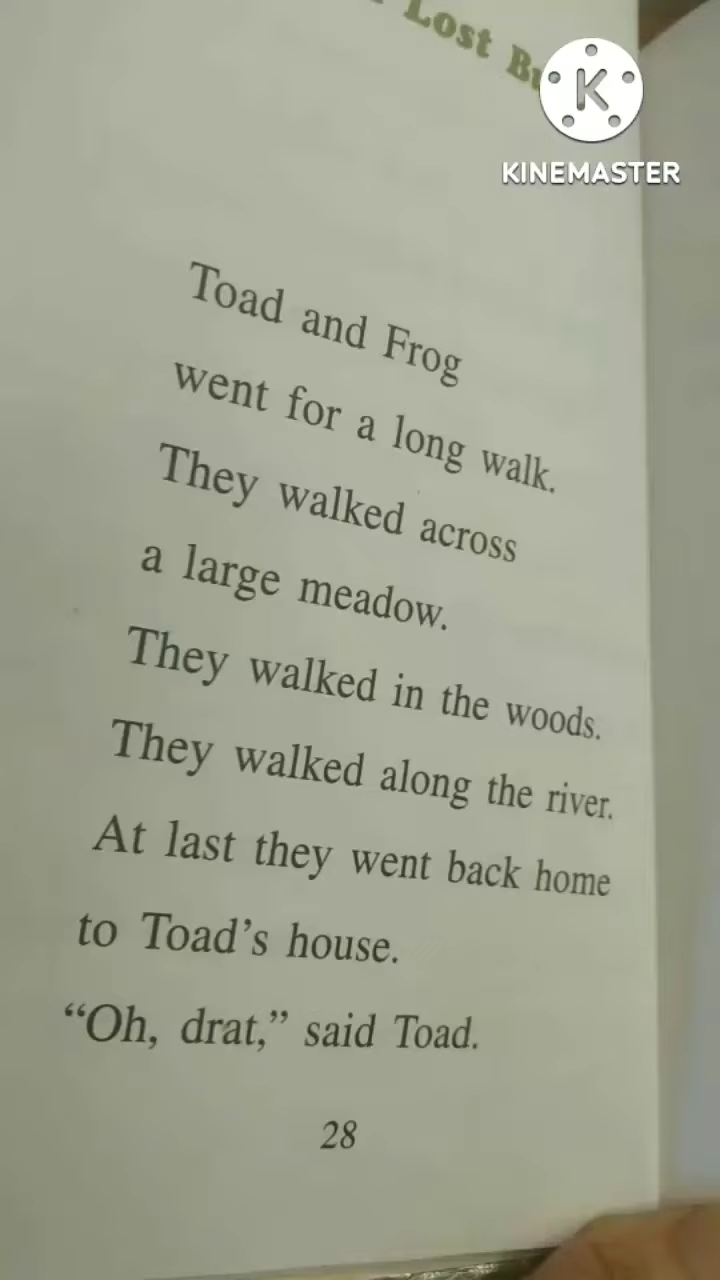 Lost
K
KINEMASTER
Toad and Frog
went for a long walk.
They walked across
a large meadow.
They walked in the woods.
They walked along the river.
At last they went back home
to Toad's house.
“Oh, drat,” said Toad.
28